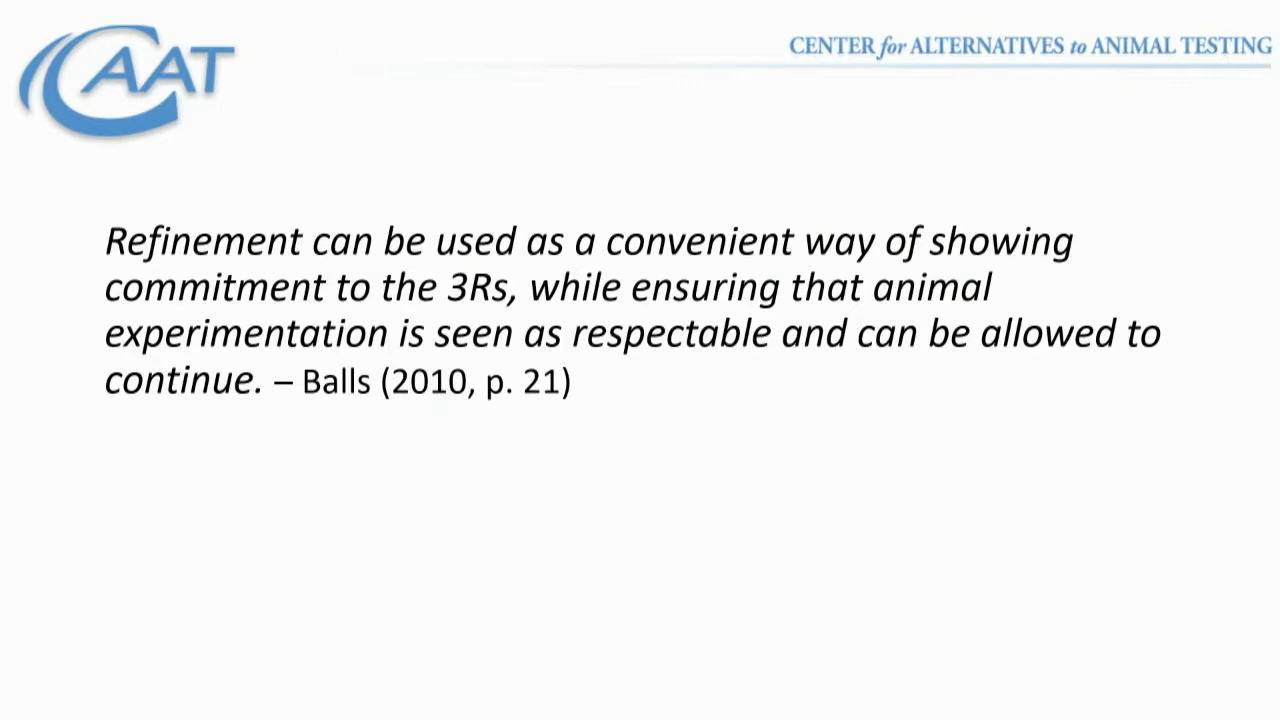 CAAT
CENTER for ALTERNATIVES to ANIMAL TESTING
Refinement can be used as a convenient way of showing
commitment to the 3Rs, while ensuring that animal
experimentation is seen as respectable and can be allowed to
continue. – Balls (2010, p. 21)